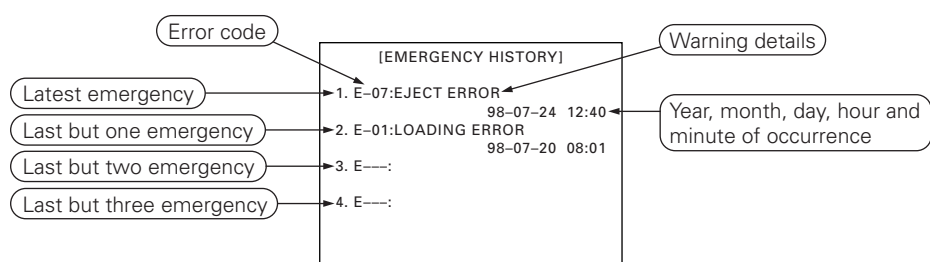 Error code
Warning details
[EMERGENCY HISTORY]
1. E–07:EJECT ERROR
98–07–24 12:40
Latest emergency
Year, month, day, hour and
minute of occurrence
2. E–01:LOADING ERROR
98–07–20 08:01
Last but one emergency
3. E–––:
Last but two emergency
4. E–––:
Last but three emergency